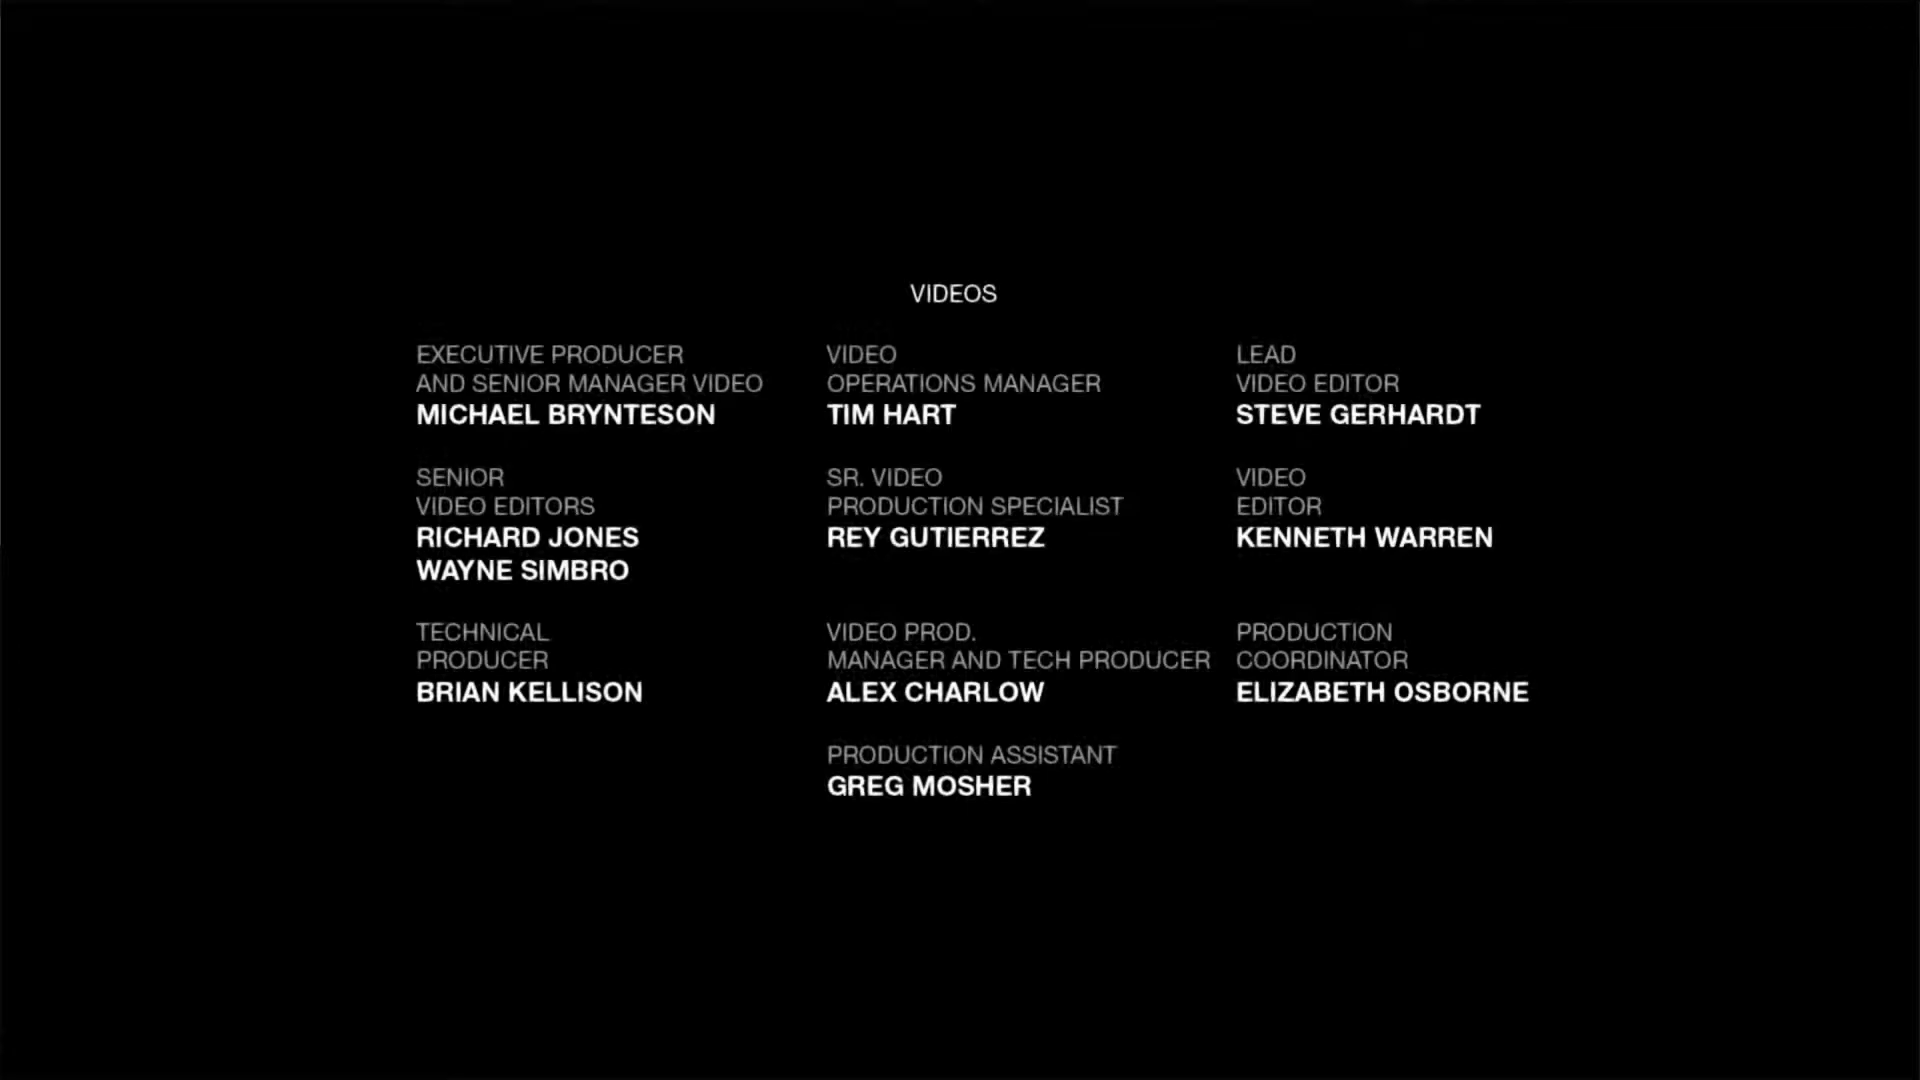 VIDEOS
EXECUTIVE PRODUCER
AND SENIOR MANAGER VIDEO
MICHAEL BRYNTESON
VIDEO
OPERATIONS MANAGER
TIM HART
LEAD
VIDEO EDITOR
STEVE GERHARDT
SENIOR
VIDEO EDITORS
RICHARD JONES
WAYNE SIMBRO
SR. VIDEO
PRODUCTION SPECIALIST
REY GUTIERREZ
VIDEO
EDITOR
KENNETH WARREN
TECHNICAL
PRODUCER
BRIAN KELLISON
VIDEO PROD.
MANAGER AND TECH PRODUCER
ALEX CHARLOW
PRODUCTION
COORDINATOR
ELIZABETH OSBORNE
PRODUCTION ASSISTANT
GREG MOSHER